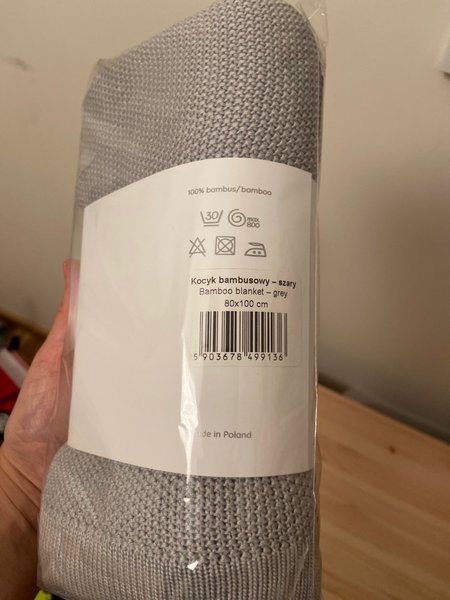 100% bambus/bamboo
30
max.
800
Kocyk bambusowy – szary
Bamboo blanket – grey
80x100 cm
5 903678 499136
in Poland